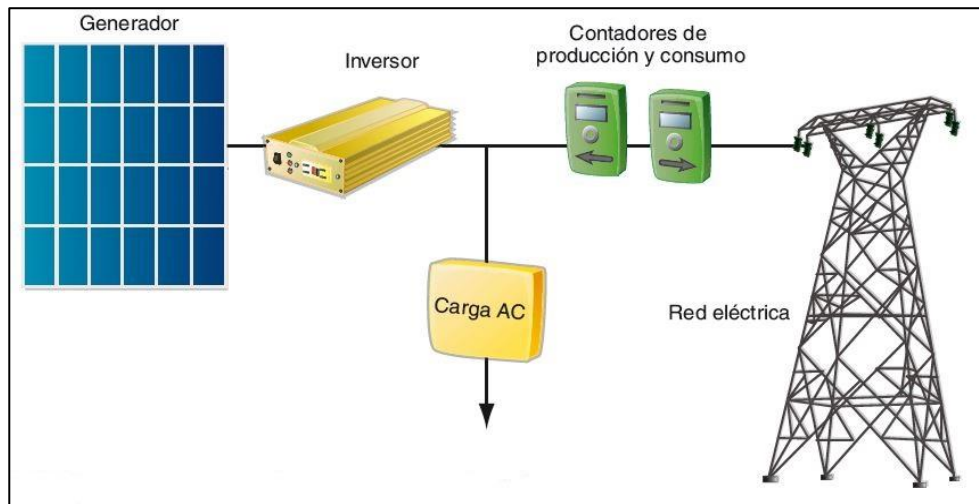 Generador
Inversor
Contadores de
producción y consumo
Carga AC
Red eléctrica